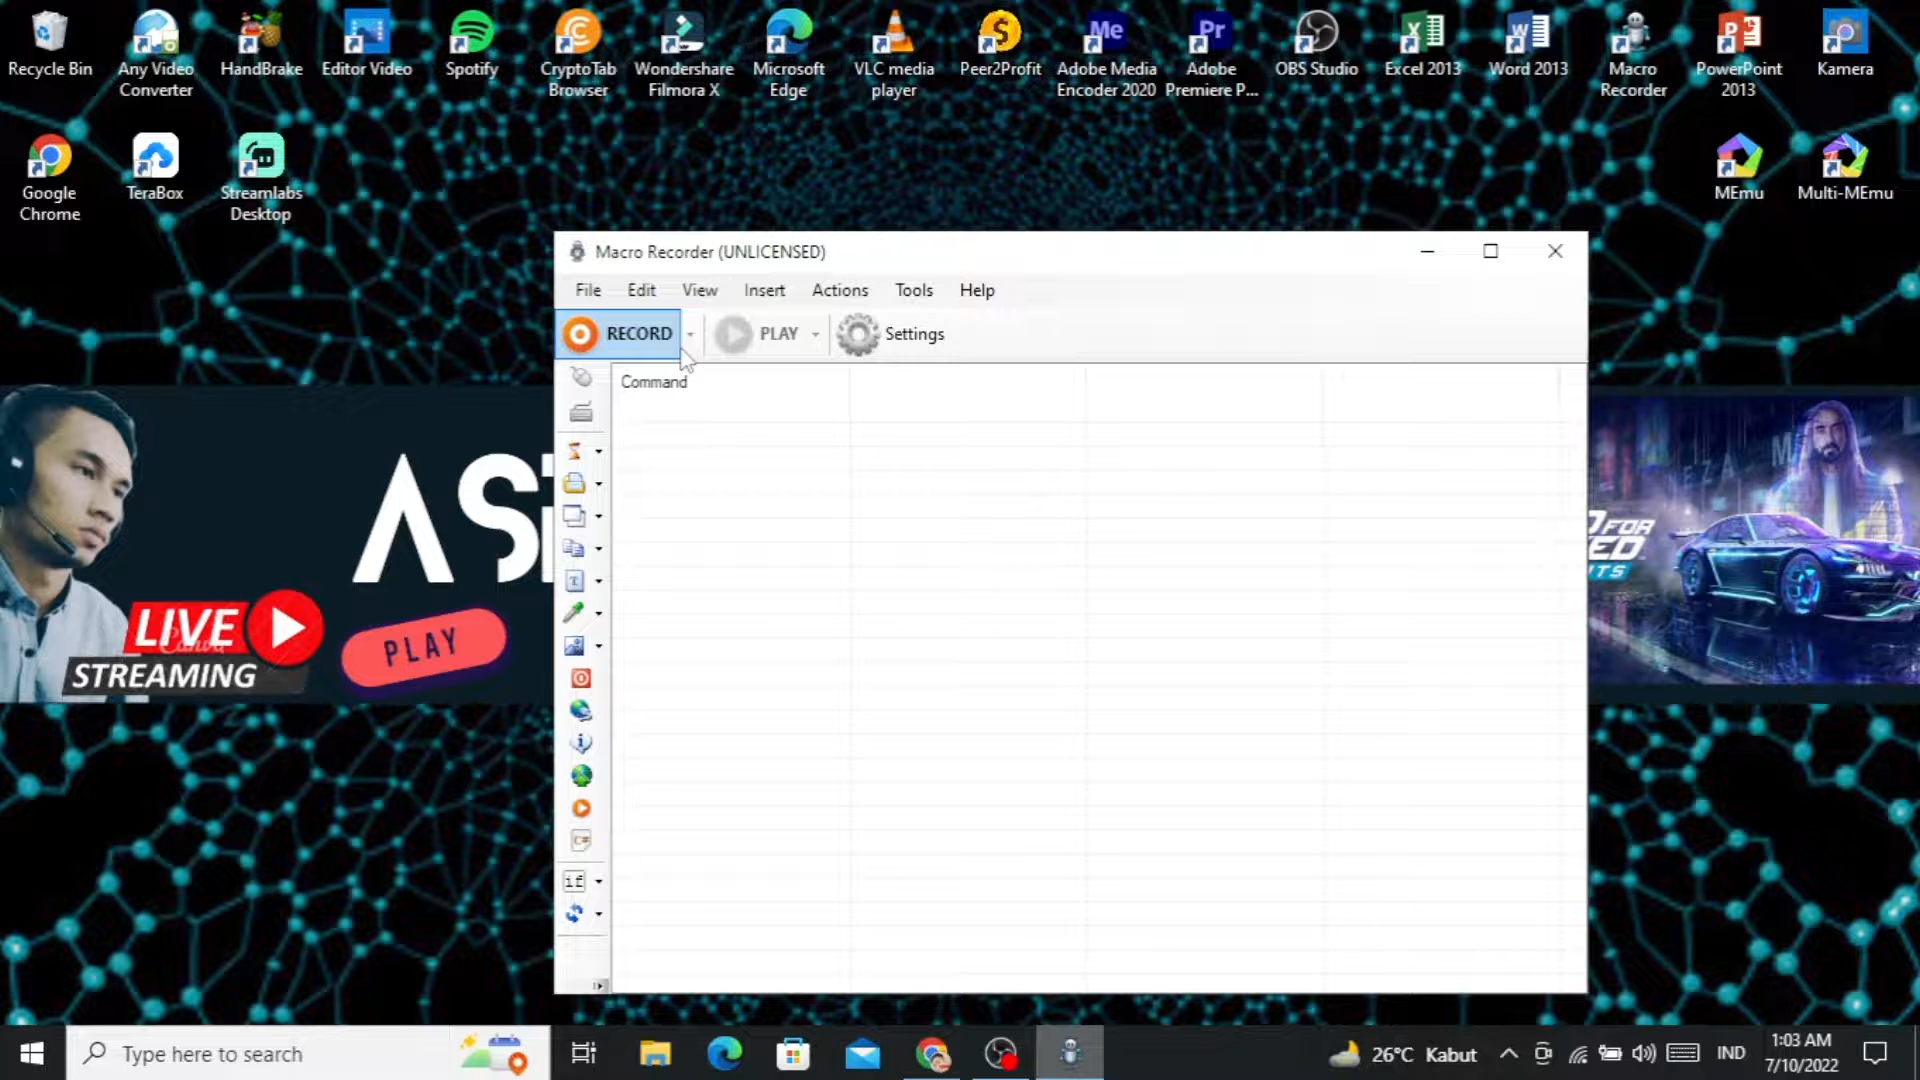 Recycle Bin
Any Video
Converter
HandBrake
Editor Video
Spotify
CryptoTab
Browser
Wondershare
Filmora X
Microsoft
Edge
VLC media
player
Peer2Profit
Me
Adobe Media
Encoder 2020
Pr
Adobe
Premiere P...
OBS Studio
Excel 2013
Word 2013
Macro
Recorder
PowerPoint
2013
Kamera
Google
Chrome
TeraBox
Streamlabs
Desktop
MEmu
Multi-MEmu
Macro Recorder (UNLICENSED)
File Edit View Insert Actions Tools Help
RECORD PLAY Settings
Command
if
LIVE
STREAMING
PLAY
Type here to search
26°C Kabut
IND
1:03 AM
7/10/2022